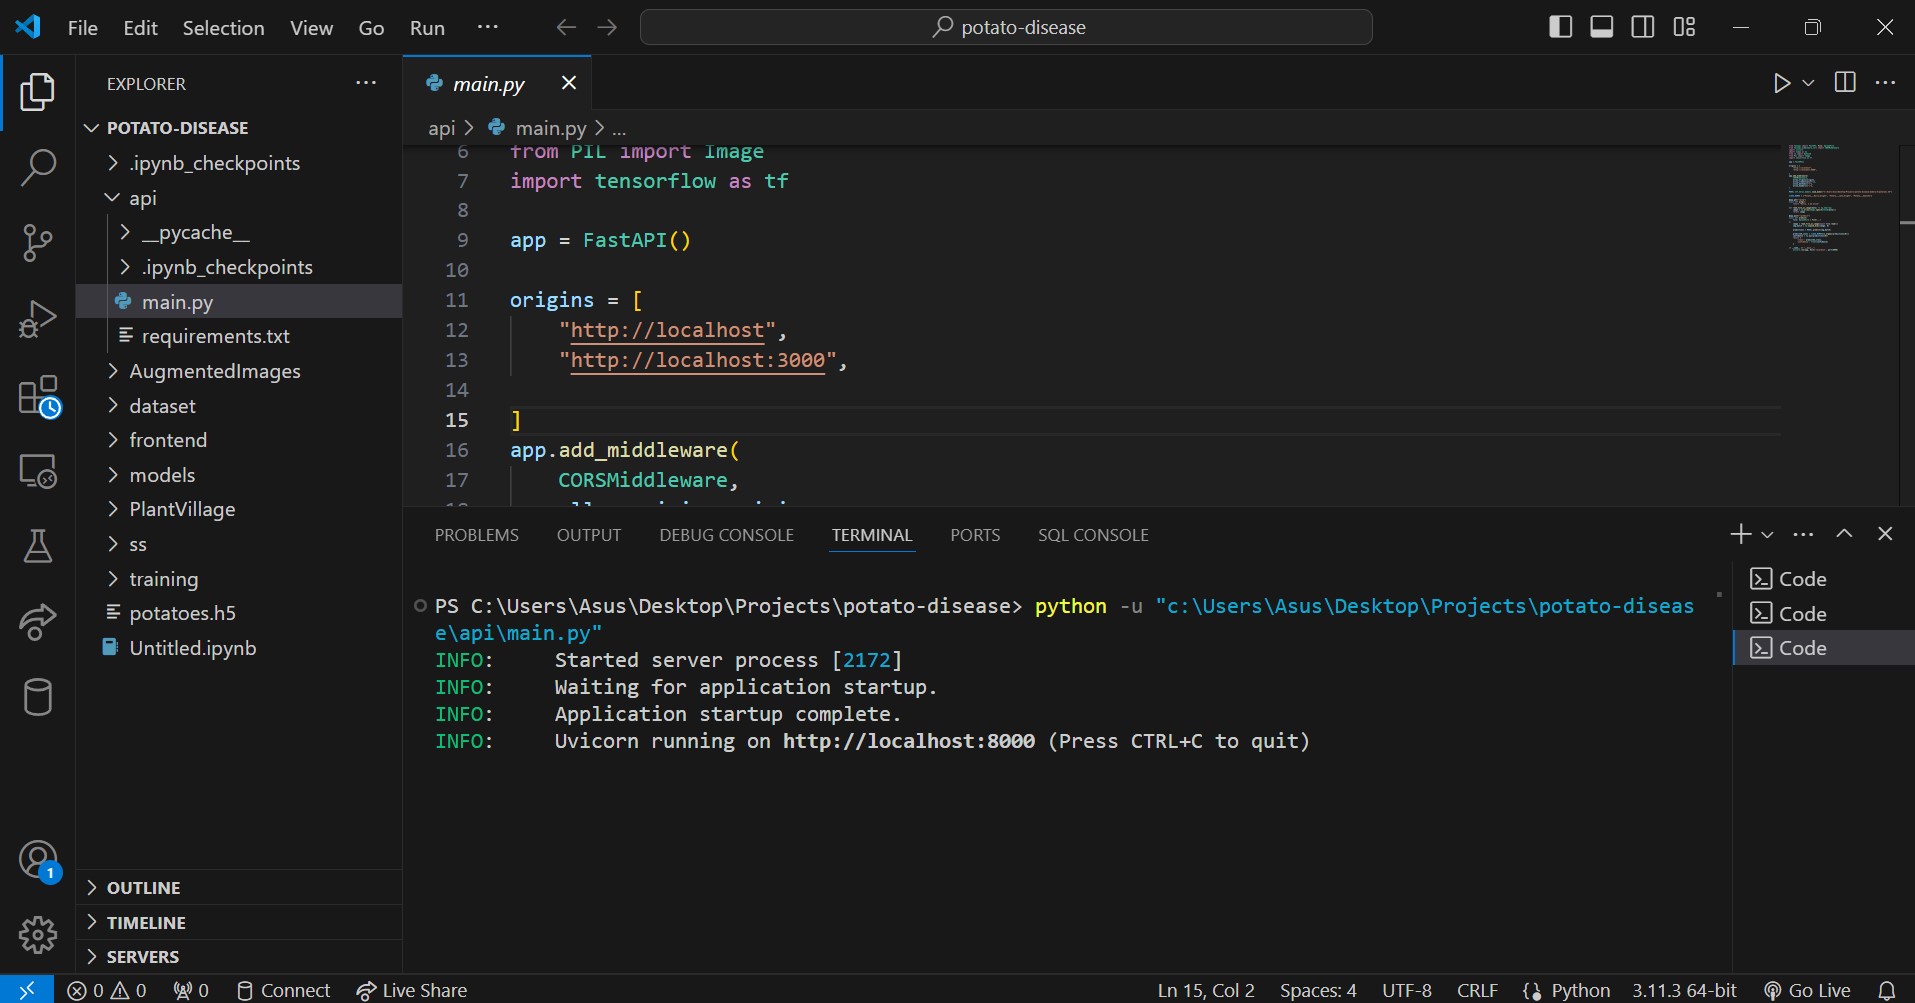 File Edit Selection View Go Run ... potato-disease
EXPLORER ...
POTATO-DISEASE
.ipynb_checkpoints
api
__pycache__
.ipynb_checkpoints
main.py
requirements.txt
AugmentedImages
dataset
frontend
models
PlantVillage
ss
training
potatoes.h5
Untitled.ipynb
OUTLINE
TIMELINE
SERVERS
1
main.py
api > main.py > ...
6 from PIL import Image
7 import tensorflow as tf
8
9 app = FastAPI()
10
11 origins = [
12 "http://localhost",
13 "http://localhost:3000",
14
15 ]
16 app.add_middleware(
17 CORSMiddleware,
PROBLEMS OUTPUT DEBUG CONSOLE TERMINAL PORTS SQL CONSOLE
PS C:\Users\Asus\Desktop\Projects\potato-disease> python -u "c:\Users\Asus\Desktop\Projects\potato-diseas
e\api\main.py"
INFO: Started server process [2172]
INFO: Waiting for application startup.
INFO: Application startup complete.
INFO: Uvicorn running on http://localhost:8000 (Press CTRL+C to quit)
Code
Code
Code
0 0 0 Connect Live Share Ln 15, Col 2 Spaces: 4 UTF-8 CRLF Python 3.11.3 64-bit Go Live